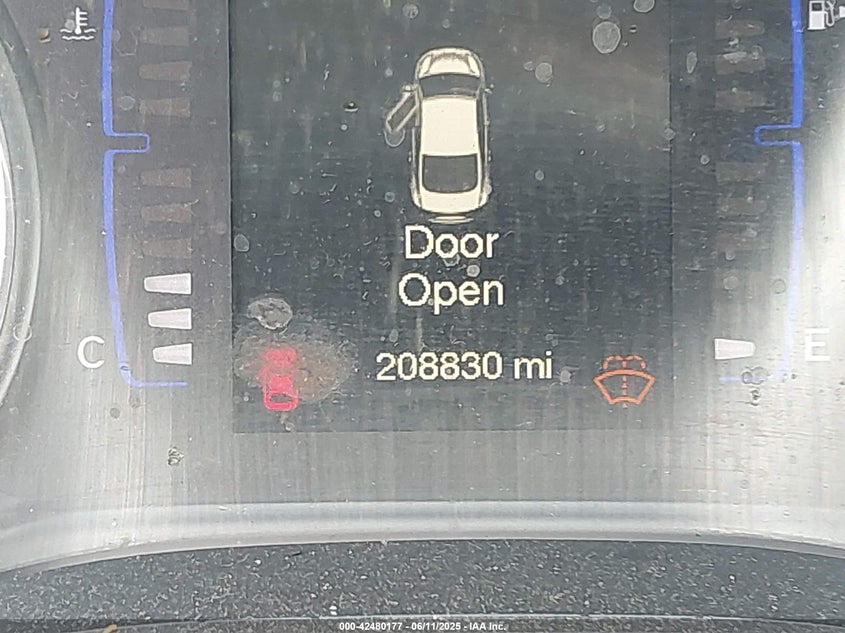 Door
Open
C
208830 mi
E
000-42480177 - 06/11/2025 - IAA Inc.